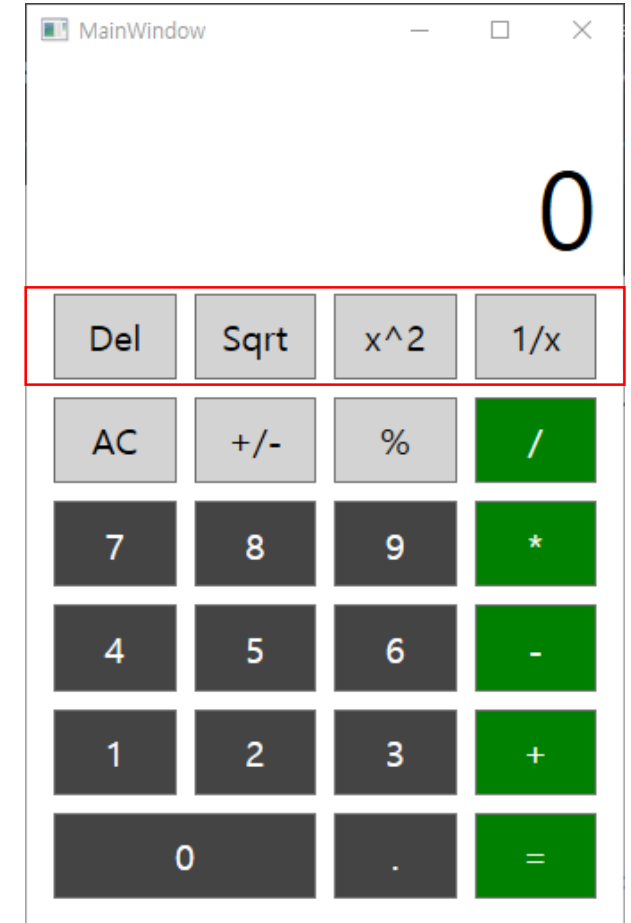 MainWindow
0
Del Sqrt x^2 1/x
AC +/- % /
7 8 9 *
4 5 6 -
1 2 3 +
0 . =